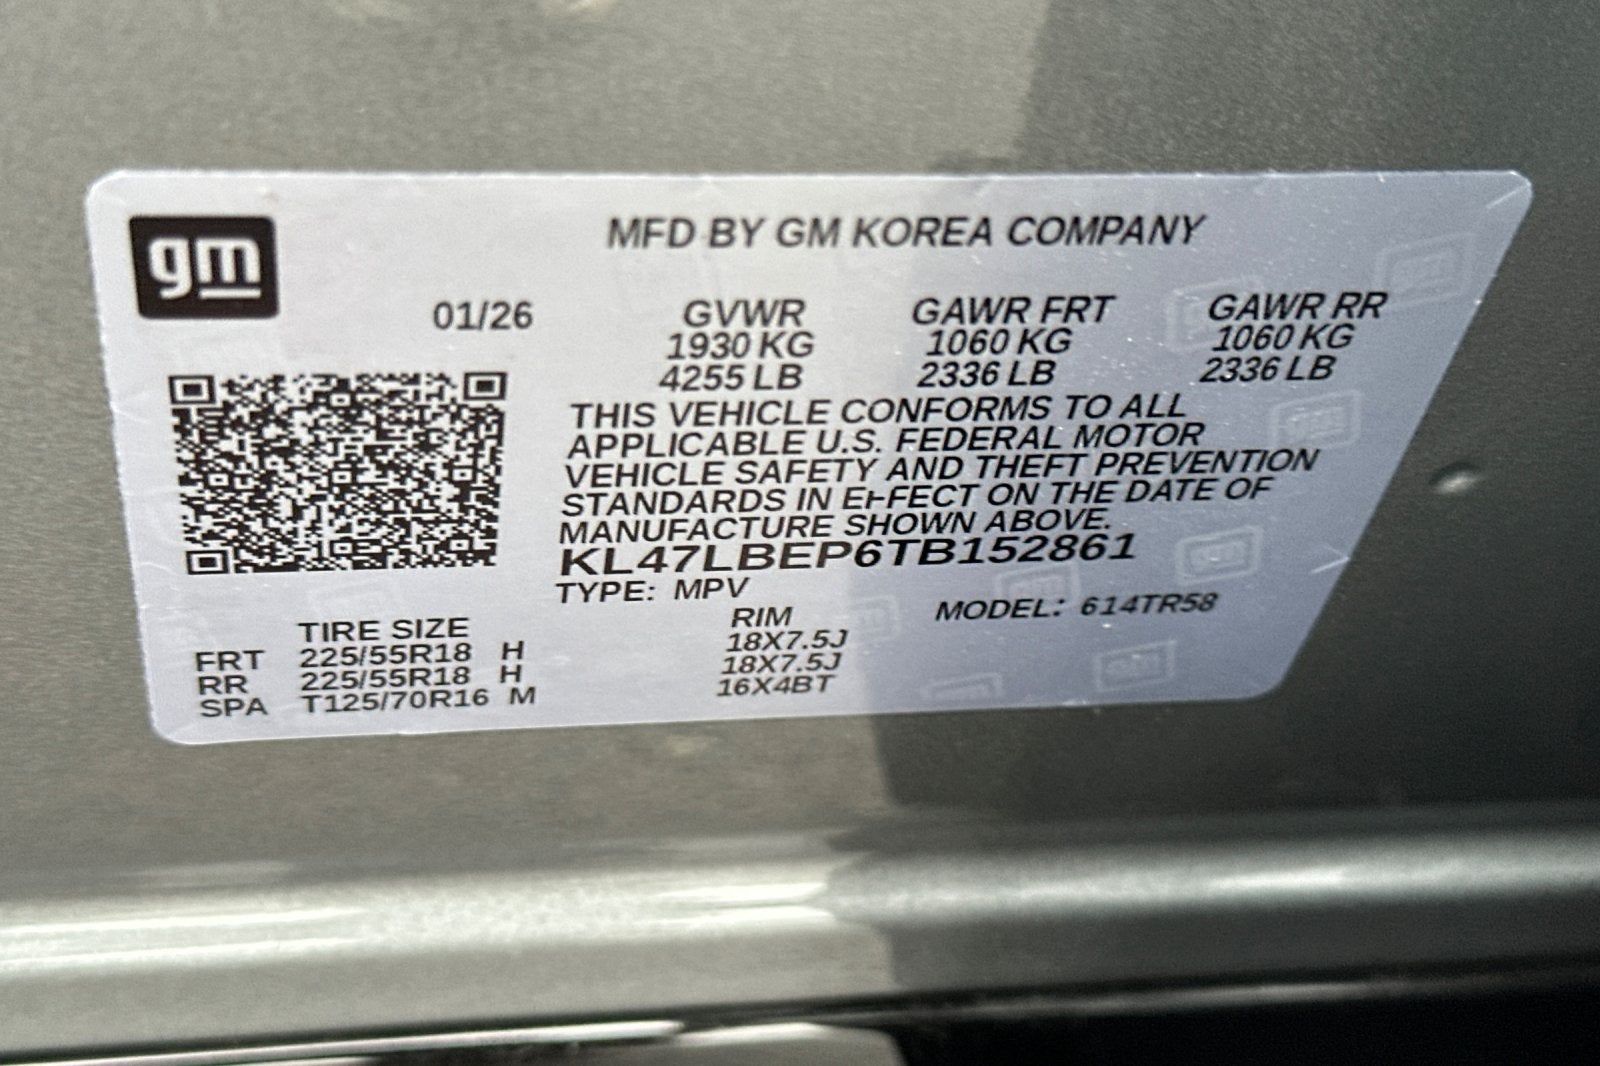 gm
MFD BY GM KOREA COMPANY
01/26 GVWR GAWR FRT GAWR RR
1930 KG 1060 KG 1060 KG
4255 LB 2336 LB 2336 LB
THIS VEHICLE CONFORMS TO ALL
APPLICABLE U.S. FEDERAL MOTOR
VEHICLE SAFETY AND THEFT PREVENTION
STANDARDS IN EFFECT ON THE DATE OF
MANUFACTURE SHOWN ABOVE.
KL47LBEP6TB152861
TYPE: MPV MODEL: 614TR58
TIRE SIZE RIM
FRT 225/55R18 H 18X7.5J
RR 225/55R18 H 18X7.5J
SPA T125/70R16 M 16X4BT